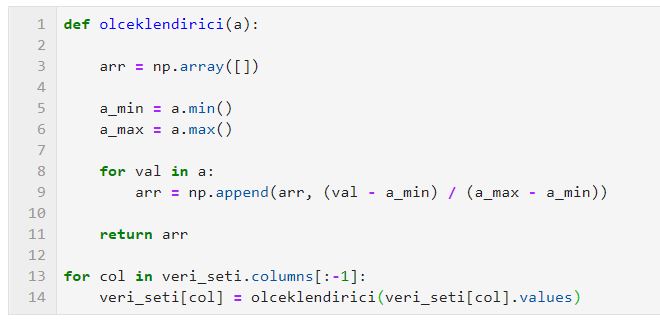 1 def olceklendirici(a):
2
3     arr = np.array([])
4
5     a_min = a.min()
6     a_max = a.max()
7
8     for val in a:
9         arr = np.append(arr, (val - a_min) / (a_max - a_min))
10
11     return arr
12
13 for col in veri_seti.columns[:-1]:
14     veri_seti[col] = olceklendirici(veri_seti[col].values)